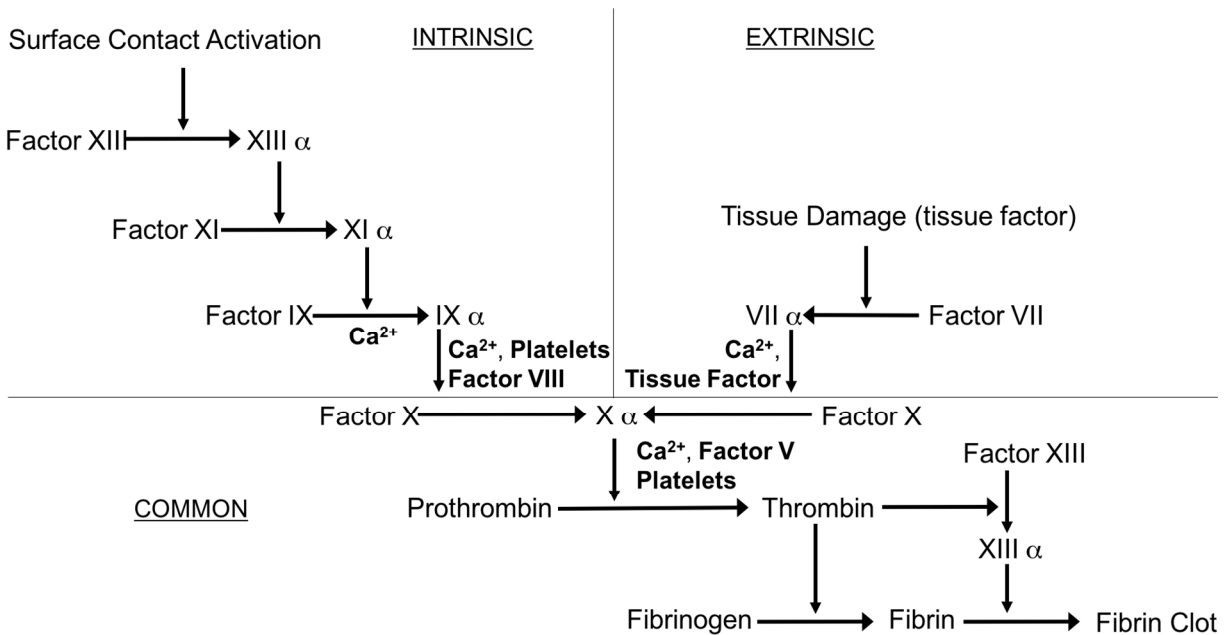 Surface Contact Activation
INTRINSIC
EXTRINSIC
Factor XIII
XIII α
Factor XI
XI α
Tissue Damage (tissue factor)
Factor IX
Ca²⁺
IX α
VII α
Factor VII
Ca²⁺, Platelets
Factor VIII
Ca²⁺,
Tissue Factor
Factor X
X α
Factor X
Ca²⁺, Factor V
Platelets
Factor XIII
COMMON
Prothrombin
Thrombin
XIII α
Fibrinogen
Fibrin
Fibrin Clot